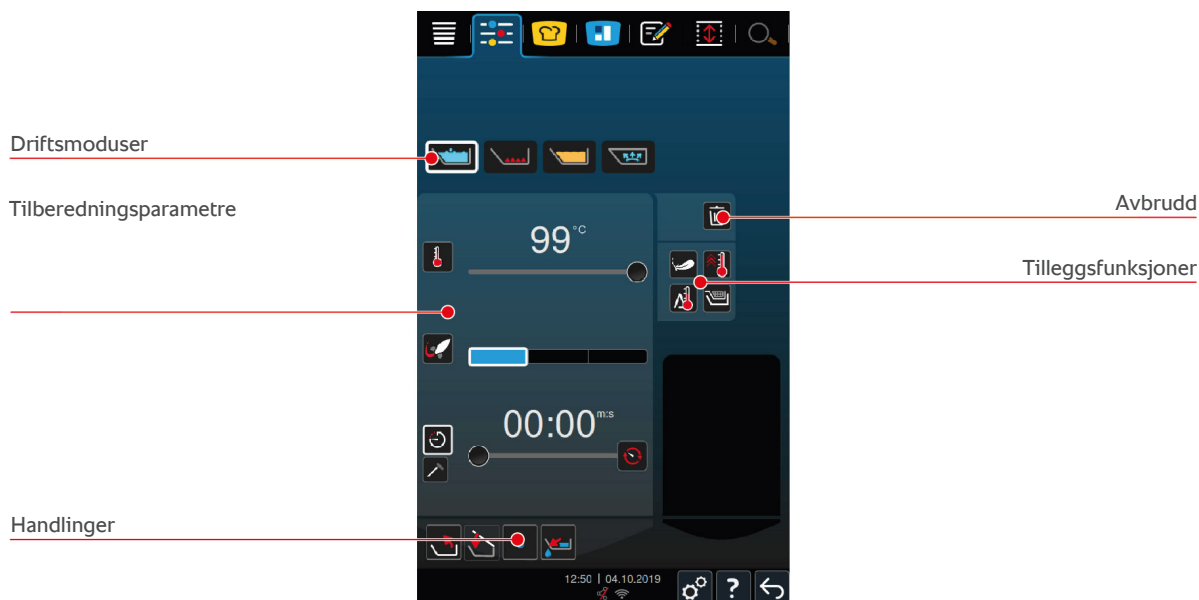 Driftsmoduser
Tilberedningsparametre
Avbrudd
99°C
Tilleggsfunksjoner
00:00 m:s
Handlinger
12:50 | 04.10.2019
?